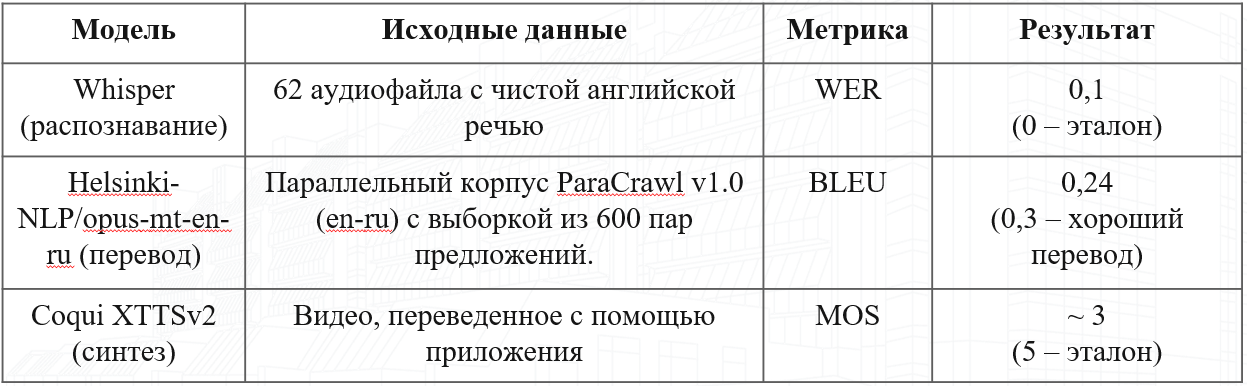 Модель Исходные данные Метрика Результат
Whisper
(распознавание)
62 аудиофайла с чистой английской
речью
WER
0,1
(0 – эталон)
Helsinki-
NLP/opus-mt-en-
ru (перевод)
Параллельный корпус ParaCrawl v1.0
(en-ru) с выборкой из 600 пар
предложений.
BLEU
0,24
(0,3 – хороший
перевод)
Coqui XTTSv2
(синтез)
Видео, переведенное с помощью
приложения
MOS
~ 3
(5 – эталон)